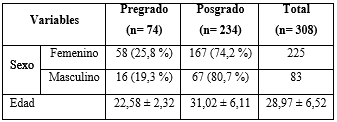 Variables Pregrado (n= 74) Posgrado (n= 234) Total (n= 308)
Sexo Femenino 58 (25,8 %) 167 (74,2 %) 225
Masculino 16 (19,3 %) 67 (80,7 %) 83
Edad 22,58 ± 2,32 31,02 ± 6,11 28,97 ± 6,52